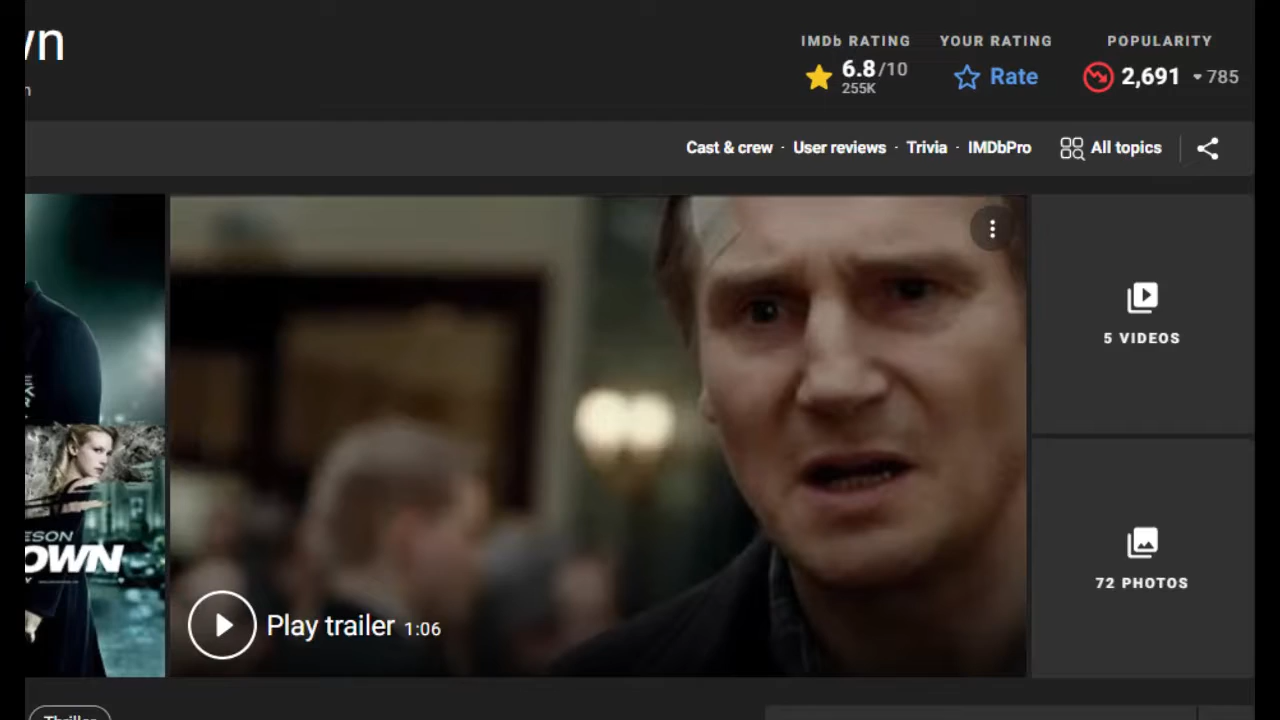 wn
IMDb RATING YOUR RATING POPULARITY
6.8/10 Rate 2,691 785
255K
Cast & crew · User reviews · Trivia · IMDbPro All topics
5 VIDEOS
ESON
OWN
72 PHOTOS
Play trailer 1:06
Thriller